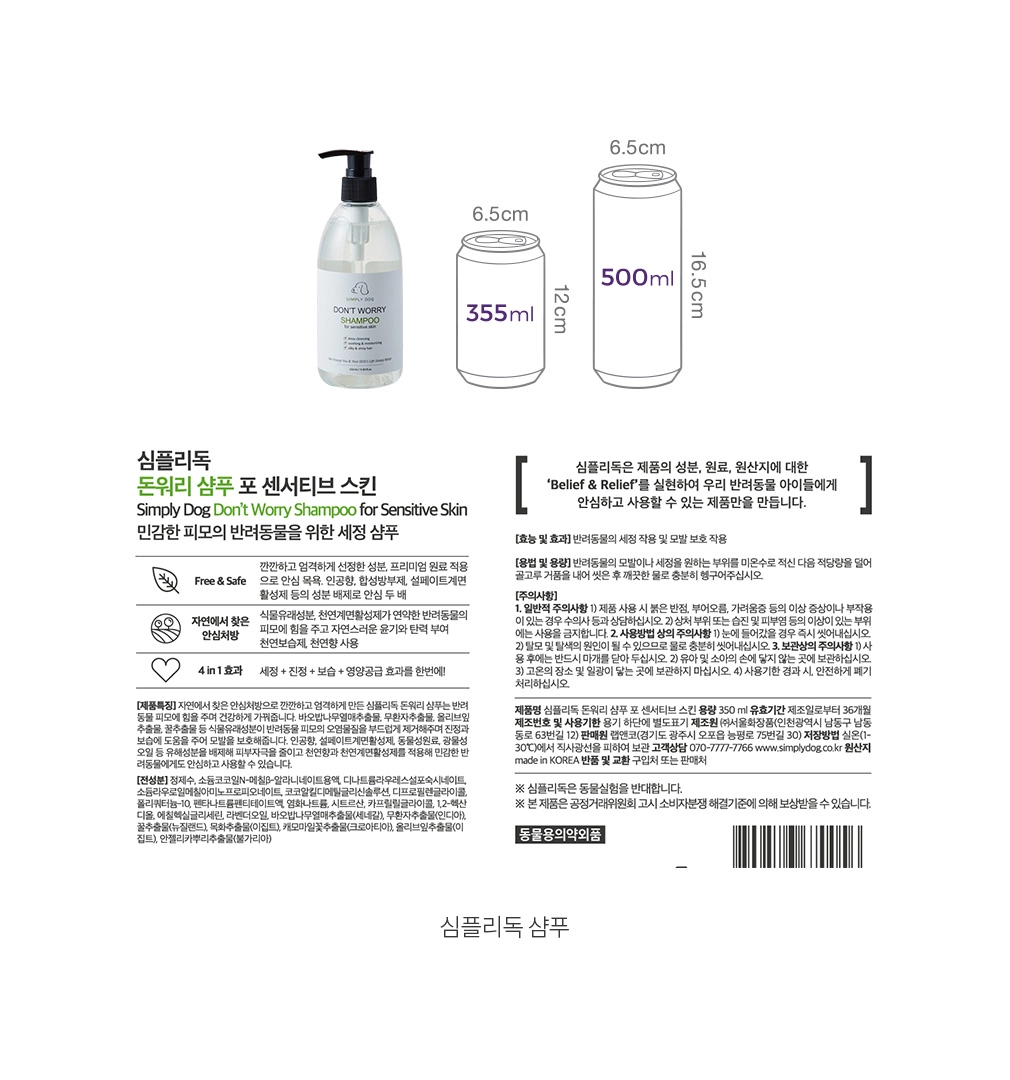 6.5cm
6.5cm
SIMPLY DOG
DON'T WORRY
SHAMPOO
for sensitive skin
deep cleansing
soothing & moisturizing
silky & shiny hair
355ml
12cm
500ml
16.5cm
심플리독
돈워리 샴푸 포 센서티브 스킨
Simply Dog Don't Worry Shampoo for Sensitive Skin
민감한 피모의 반려동물을 위한 세정 샴푸
Free & Safe
깐깐하고 엄격하게 선정한 성분, 프리미엄 원료 적용
으로 안심 목욕. 인공향, 합성방부제, 설페이트계면
활성제 등의 성분 배제로 안심 두 배
자연에서 찾은
안심처방
식물유래성분, 천연계면활성제가 연약한 반려동물의
피모에 힘을 주고 자연스러운 윤기와 탄력 부여
천연보습제, 천연향 사용
4 in 1 효과
세정 + 진정 + 보습 + 영양공급 효과를 한번에!
[제품특징] 자연에서 찾은 안심처방으로 깐깐하고 엄격하게 만든 심플리독 돈워리 샴푸는 반려
동물 피모에 힘을 주며 건강하게 가꿔줍니다. 바오밥나무열매추출물, 무환자추출물, 올리브잎
추출물, 꿀추출물 등 식물유래성분이 반려동물 피모의 오염물질을 부드럽게 제거해주며 진정과
보습에 도움을 주어 모발을 보호해줍니다. 인공향, 설페이트계면활성제, 동물성원료, 광물성
오일 등 유해성분을 배제해 피부자극을 줄이고 천연향과 천연계면활성제를 적용해 민감한 반
려동물에게도 안심하고 사용할 수 있습니다.
[전성분] 정제수, 소듐코코일N-메칠β-알라니네이트용액, 디나트륨라우레스설포숙시네이트,
소듐라우로일메칠아미노프로피오네이트, 코코알킬디메틸글리신솔루션, 디프로필렌글라이콜,
폴리쿼터늄-10, 펜타나트륨펜티테이트액, 염화나트륨, 시트르산, 카프릴릴글라이콜, 1,2-헥산
디올, 에칠헥실글리세린, 라벤더오일, 바오밥나무열매추출물(세네갈), 무환자추출물(인디아),
꿀추출물(뉴질랜드), 목화추출물(이집트), 캐모마일꽃추출물(크로아티아), 올리브잎추출물(이
집트), 안젤리카뿌리추출물(불가리아)
심플리독은 제품의 성분, 원료, 원산지에 대한
'Belief & Relief'를 실현하여 우리 반려동물 아이들에게
안심하고 사용할 수 있는 제품만을 만듭니다.
[효능 및 효과] 반려동물의 세정 작용 및 모발 보호 작용
[용법 및 용량] 반려동물의 모발이나 세정을 원하는 부위를 미온수로 적신 다음 적당량을 덜어
골고루 거품을 내어 씻은 후 깨끗한 물로 충분히 헹구어주십시오.
[주의사항]
1. 일반적 주의사항 1) 제품 사용 시 붉은 반점, 부어오름, 가려움증 등의 이상 증상이나 부작용
이 있는 경우 수의사 등과 상담하십시오. 2) 상처 부위 또는 습진 및 피부염 등의 이상이 있는 부위
에는 사용을 금지합니다. 2. 사용방법 상의 주의사항 1) 눈에 들어갔을 경우 즉시 씻어내십시오.
2) 탈모 및 탈색의 원인이 될 수 있으므로 물로 충분히 씻어내십시오. 3. 보관상의 주의사항 1) 사
용 후에는 반드시 마개를 닫아 두십시오. 2) 유아 및 소아의 손에 닿지 않는 곳에 보관하십시오.
3) 고온의 장소 및 일광이 닿는 곳에 보관하지 마십시오. 4) 사용기한 경과 시, 안전하게 폐기
처리하십시오.
제품명 심플리독 돈워리 샴푸 포 센서티브 스킨 용량 350 ml 유효기간 제조일로부터 36개월
제조번호 및 사용기한 용기 하단에 별도표기 제조원 ㈜서울화장품(인천광역시 남동구 남동
동로 63번길 12) 판매원 랩앤코(경기도 광주시 오포읍 능평로 75번길 30) 저장방법 실온(1-
30℃)에서 직사광선을 피하여 보관 고객상담 070-7777-7766 www.simplydog.co.kr 원산지
made in KOREA 반품 및 교환 구입처 또는 판매처
※ 심플리독은 동물실험을 반대합니다.
※ 본 제품은 공정거래위원회 고시 소비자분쟁 해결기준에 의해 보상받을 수 있습니다.
동물용의약외품
심플리독 샴푸